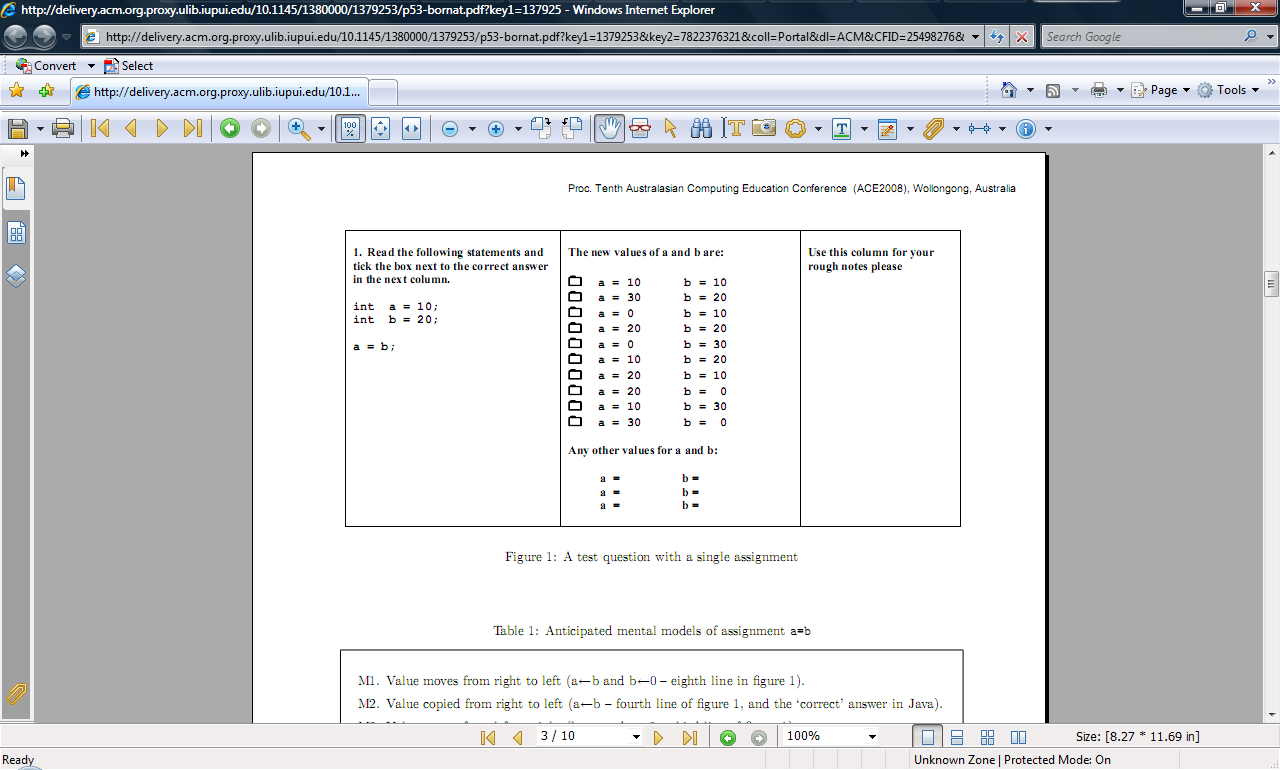 http://delivery.acm.org.proxy.ulib.iupui.edu/10.1145/1380000/1379253/p53-bornat.pdf?key1=137925 - Windows Internet Explorer
http://delivery.acm.org.proxy.ulib.iupui.edu/10.1145/1380000/1379253/p53-bornat.pdf?key1=1379253&key2=7822376321&coll=Portal&dl=ACM&CFID=25498276&
Search Google
Convert Select
http://delivery.acm.org.proxy.ulib.iupui.edu/10.1...
Page Tools
Proc. Tenth Australasian Computing Education Conference (ACE2008), Wollongong, Australia
1. Read the following statements and
tick the box next to the correct answer
in the next column.
int a = 10;
int b = 20;
a = b;
The new values of a and b are:
a = 10 b = 10
a = 30 b = 20
a = 0 b = 10
a = 20 b = 20
a = 0 b = 30
a = 10 b = 20
a = 20 b = 10
a = 20 b = 0
a = 10 b = 30
a = 30 b = 0
Any other values for a and b:
a = b =
a = b =
a = b =
Use this column for your
rough notes please
Figure 1: A test question with a single assignment
Table 1: Anticipated mental models of assignment a=b
M1. Value moves from right to left (a←b and b←0 – eighth line in figure 1).
M2. Value copied from right to left (a←b – fourth line of figure 1, and the ‘correct’ answer in Java).
3 / 10
100%
Size: [8.27 * 11.69 in]
Ready
Unknown Zone | Protected Mode: On